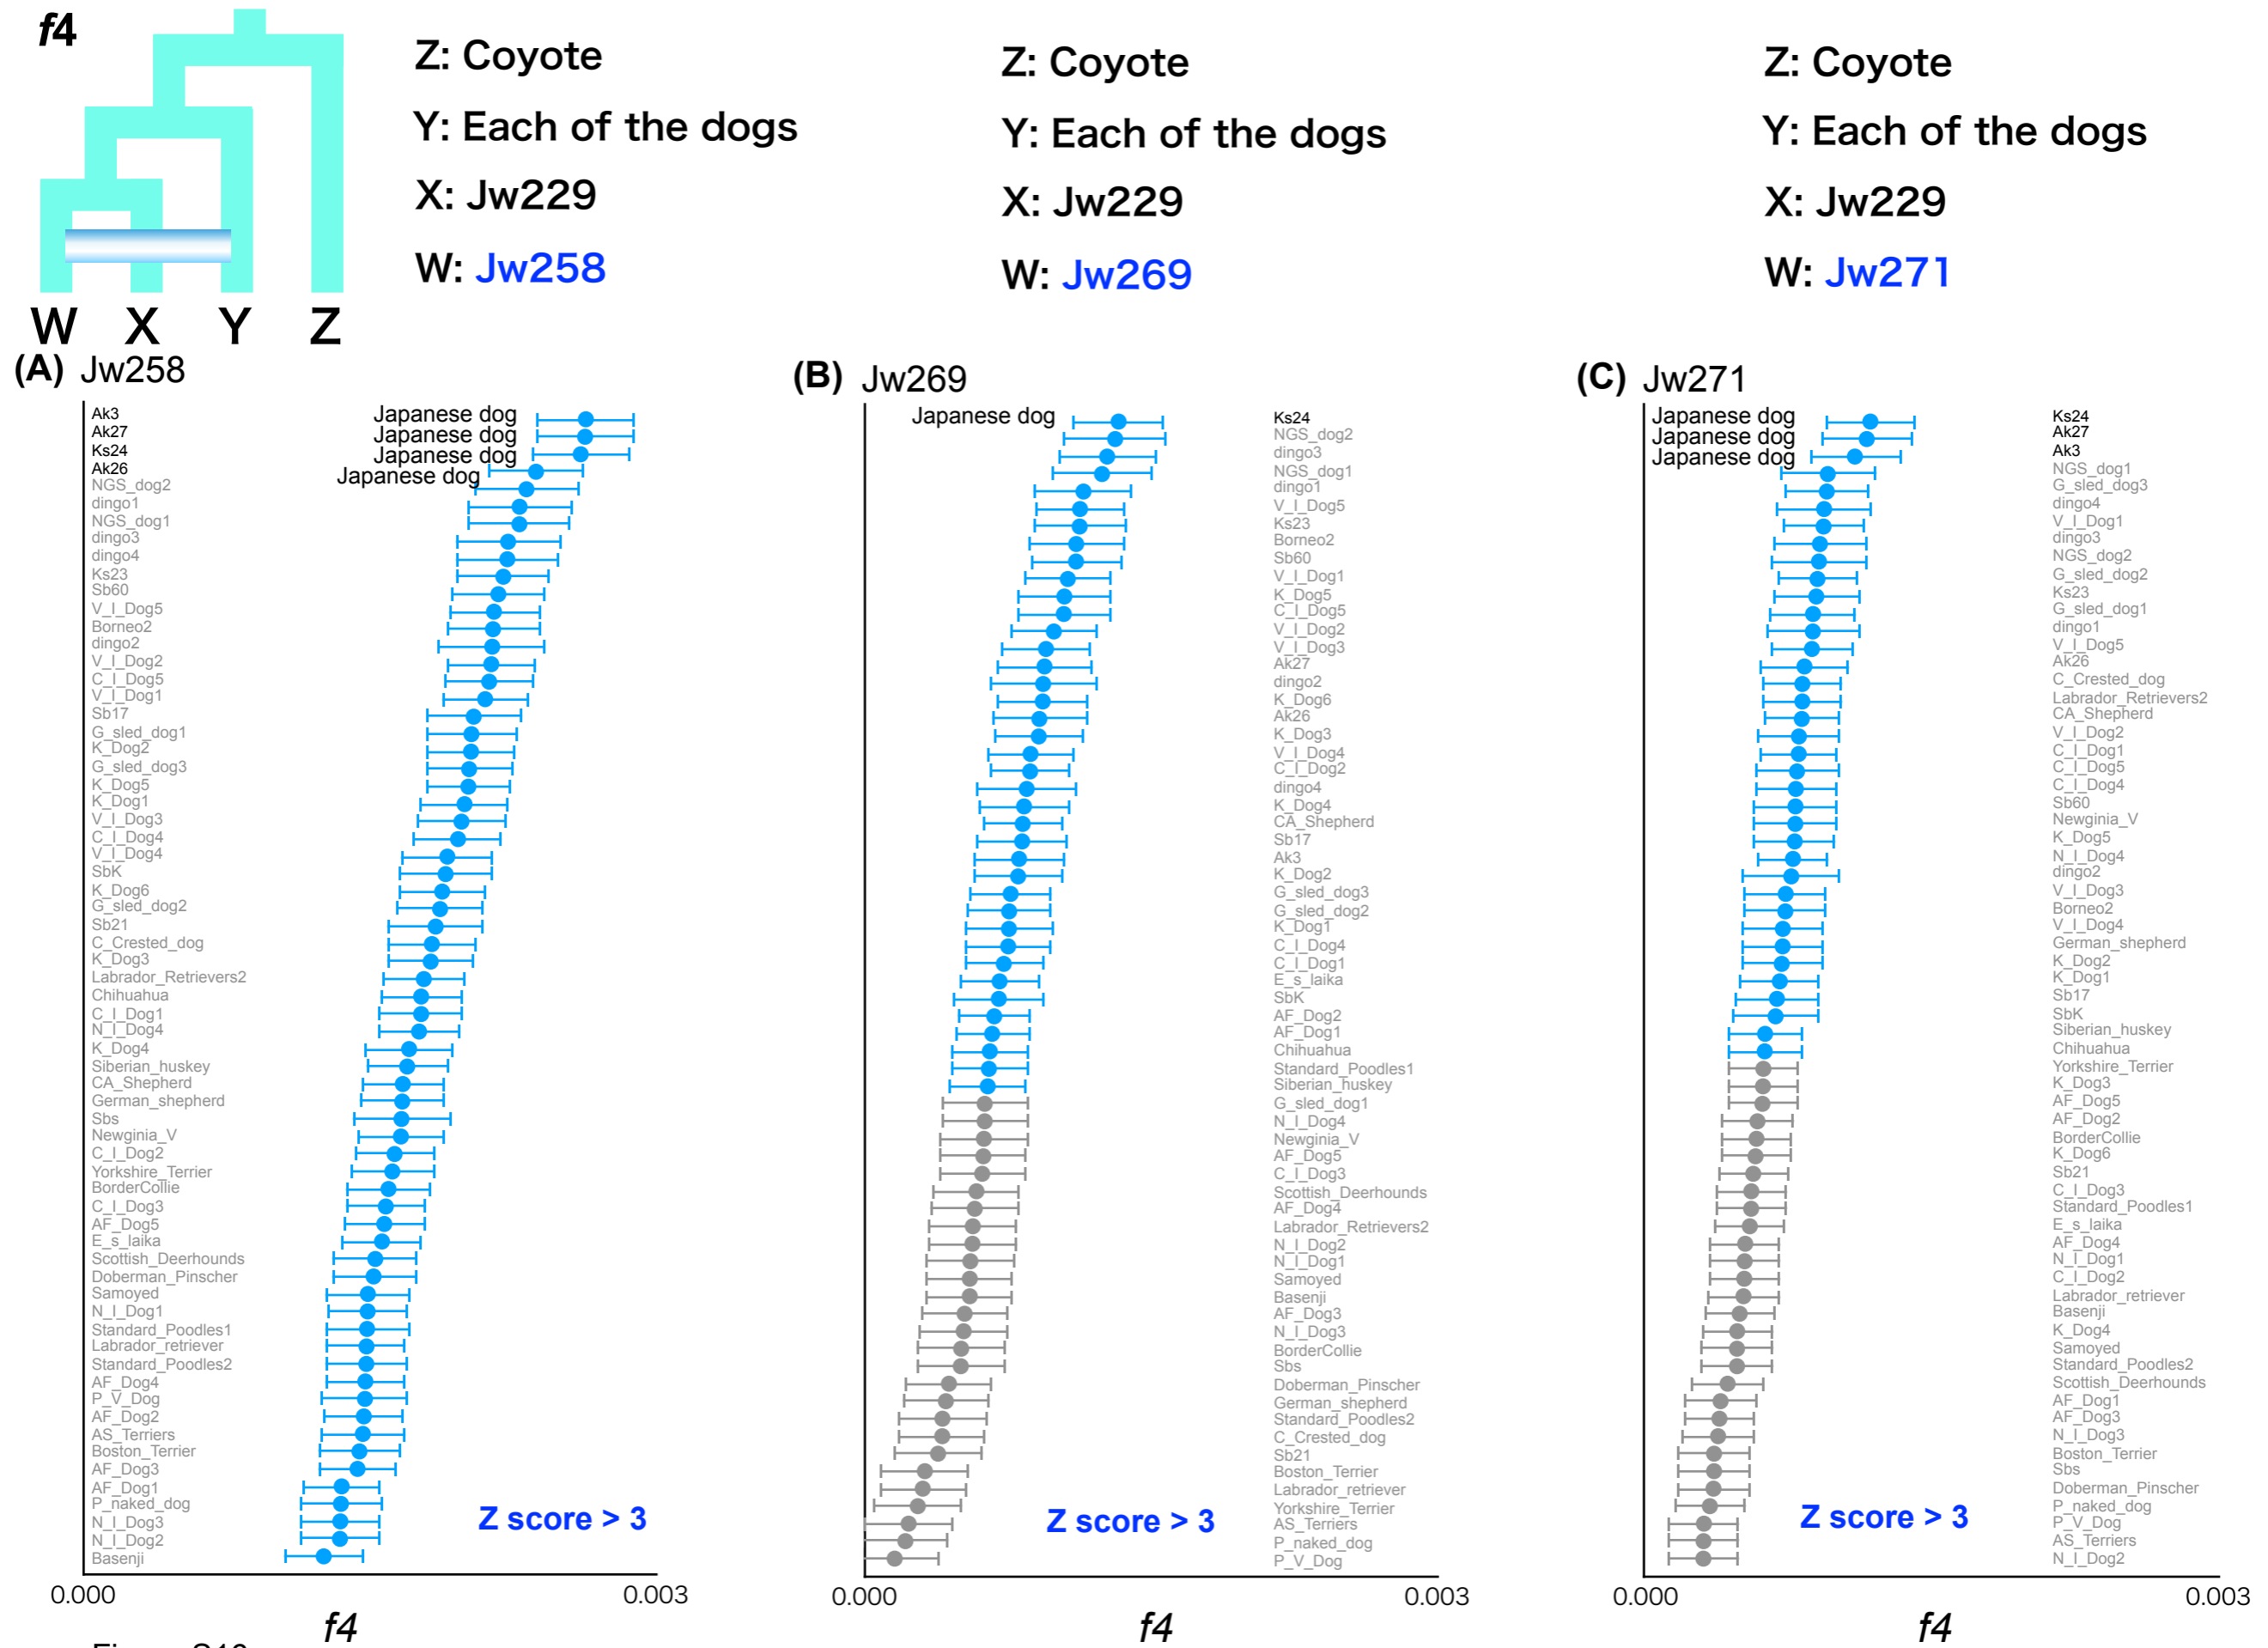 f4
W X Y Z
Z: Coyote
Y: Each of the dogs
X: Jw229
W: Jw258
Z: Coyote
Y: Each of the dogs
X: Jw229
W: Jw269
Z: Coyote
Y: Each of the dogs
X: Jw229
W: Jw271
(A) Jw258
Ak3
Ak27
Ks24
Ak26
NGS_dog2
dingo1
NGS_dog1
dingo3
dingo4
Ks23
Sb60
V_I_Dog5
Borneo2
dingo2
V_I_Dog2
C_I_Dog5
V_I_Dog1
Sb17
G_sled_dog1
K_Dog2
G_sled_dog3
K_Dog5
K_Dog1
V_I_Dog3
C_I_Dog4
V_I_Dog4
SbK
K_Dog6
G_sled_dog2
Sb21
C_Crested_dog
K_Dog3
Labrador_Retrievers2
Chihuahua
C_I_Dog1
N_I_Dog4
K_Dog4
Siberian_huskey
CA_Shepherd
German_shepherd
Sbs
Newginia_V
C_I_Dog2
Yorkshire_Terrier
BorderCollie
C_I_Dog3
AF_Dog5
E_s_laika
Scottish_Deerhounds
Doberman_Pinscher
Samoyed
N_I_Dog1
Standard_Poodles1
Labrador_retriever
Standard_Poodles2
AF_Dog4
P_V_Dog
AF_Dog2
AS_Terriers
Boston_Terrier
AF_Dog3
AF_Dog1
P_naked_dog
N_I_Dog3
N_I_Dog2
Basenji
Japanese dog
Japanese dog
Japanese dog
Japanese dog
Z score > 3
0.000 0.003
f4
(B) Jw269
Japanese dog
Ks24
NGS_dog2
dingo3
NGS_dog1
dingo1
V_I_Dog5
Ks23
Borneo2
Sb60
V_I_Dog1
K_Dog5
C_I_Dog5
V_I_Dog2
V_I_Dog3
Ak27
dingo2
K_Dog6
Ak26
K_Dog3
V_I_Dog4
C_I_Dog2
dingo4
K_Dog4
CA_Shepherd
Sb17
Ak3
K_Dog2
G_sled_dog3
G_sled_dog2
K_Dog1
C_I_Dog4
C_I_Dog1
E_s_laika
SbK
AF_Dog2
AF_Dog1
Chihuahua
Standard_Poodles1
Siberian_huskey
G_sled_dog1
N_I_Dog4
Newginia_V
AF_Dog5
C_I_Dog3
Scottish_Deerhounds
AF_Dog4
Labrador_Retrievers2
N_I_Dog2
N_I_Dog1
Samoyed
Basenji
AF_Dog3
N_I_Dog3
BorderCollie
Sbs
Doberman_Pinscher
German_shepherd
Standard_Poodles2
C_Crested_dog
Sb21
Boston_Terrier
Labrador_retriever
Yorkshire_Terrier
AS_Terriers
P_naked_dog
P_V_Dog
Z score > 3
0.000 0.003
f4
(C) Jw271
Japanese dog
Japanese dog
Japanese dog
Ks24
Ak27
Ak3
NGS_dog1
G_sled_dog3
dingo4
V_I_Dog1
dingo3
NGS_dog2
G_sled_dog2
Ks23
G_sled_dog1
dingo1
V_I_Dog5
Ak26
C_Crested_dog
Labrador_Retrievers2
CA_Shepherd
V_I_Dog2
C_I_Dog1
C_I_Dog5
C_I_Dog4
Sb60
Newginia_V
K_Dog5
N_I_Dog4
dingo2
V_I_Dog3
Borneo2
V_I_Dog4
German_shepherd
K_Dog2
K_Dog1
Sb17
SbK
Siberian_huskey
Chihuahua
Yorkshire_Terrier
K_Dog3
AF_Dog5
AF_Dog2
BorderCollie
K_Dog6
Sb21
C_I_Dog3
Standard_Poodles1
E_s_laika
AF_Dog4
N_I_Dog1
C_I_Dog2
Labrador_retriever
Basenji
K_Dog4
Samoyed
Standard_Poodles2
Scottish_Deerhounds
AF_Dog1
AF_Dog3
N_I_Dog3
Boston_Terrier
Sbs
Doberman_Pinscher
P_naked_dog
P_V_Dog
AS_Terriers
N_I_Dog2
Z score > 3
0.000 0.003
f4